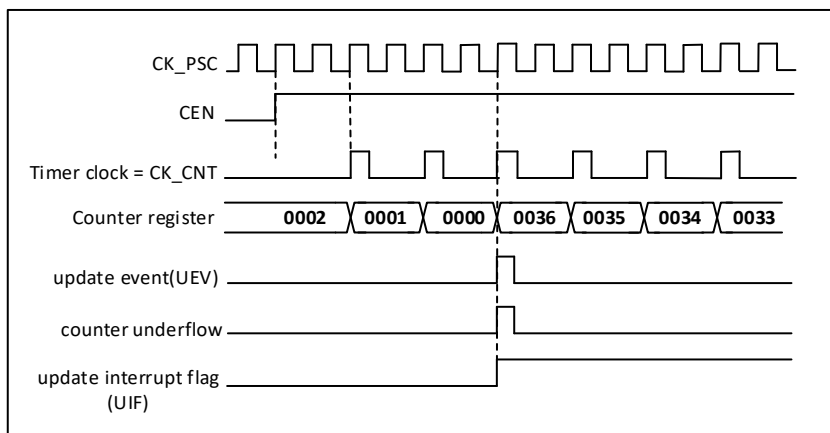 CK_PSC
CEN
Timer clock = CK_CNT
Counter register 0002 0001 0000 0036 0035 0034 0033
update event(UEV)
counter underflow
update interrupt flag
(UIF)